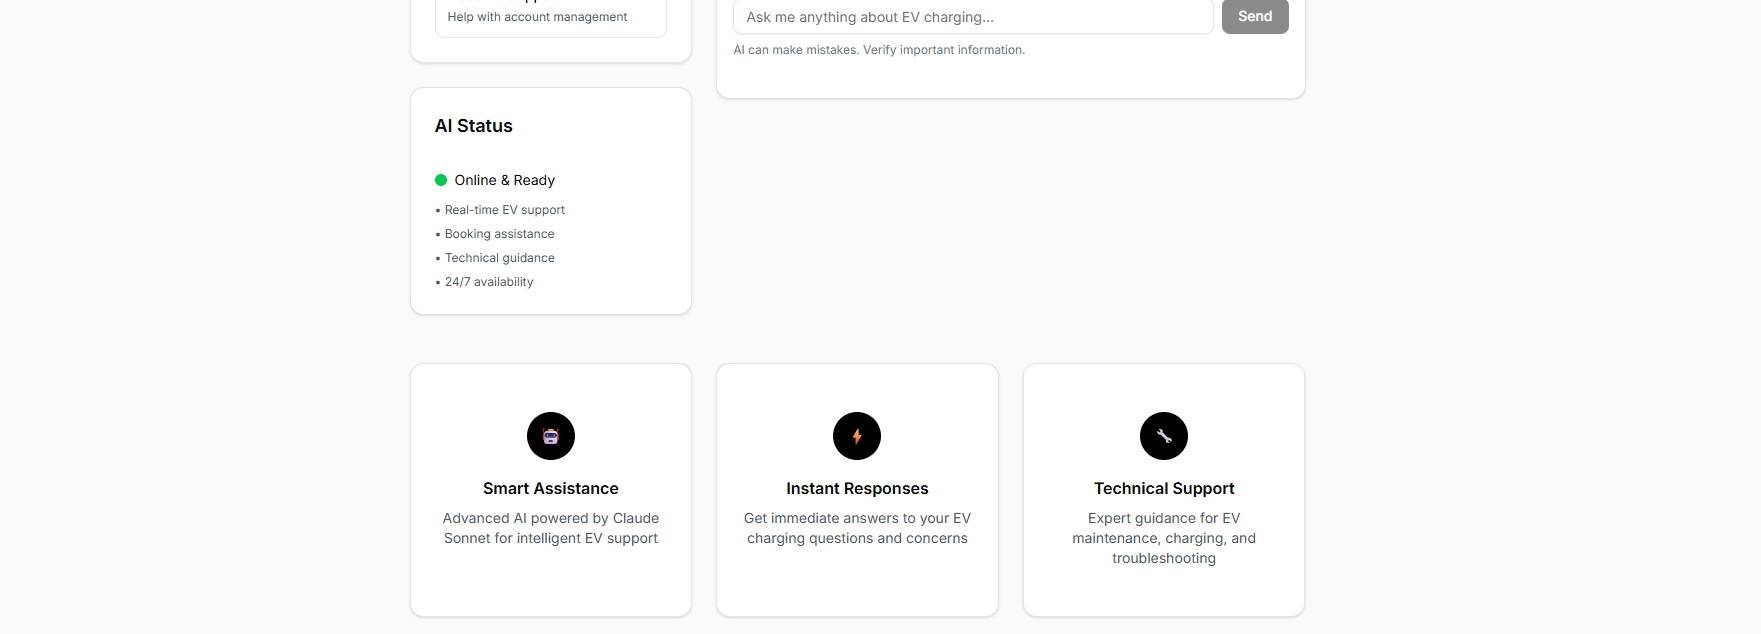 Help with account management
Ask me anything about EV charging...
Send
AI can make mistakes. Verify important information.
AI Status
Online & Ready
• Real-time EV support
• Booking assistance
• Technical guidance
• 24/7 availability
Smart Assistance
Advanced AI powered by Claude
Sonnet for intelligent EV support
Instant Responses
Get immediate answers to your EV
charging questions and concerns
Technical Support
Expert guidance for EV
maintenance, charging, and
troubleshooting